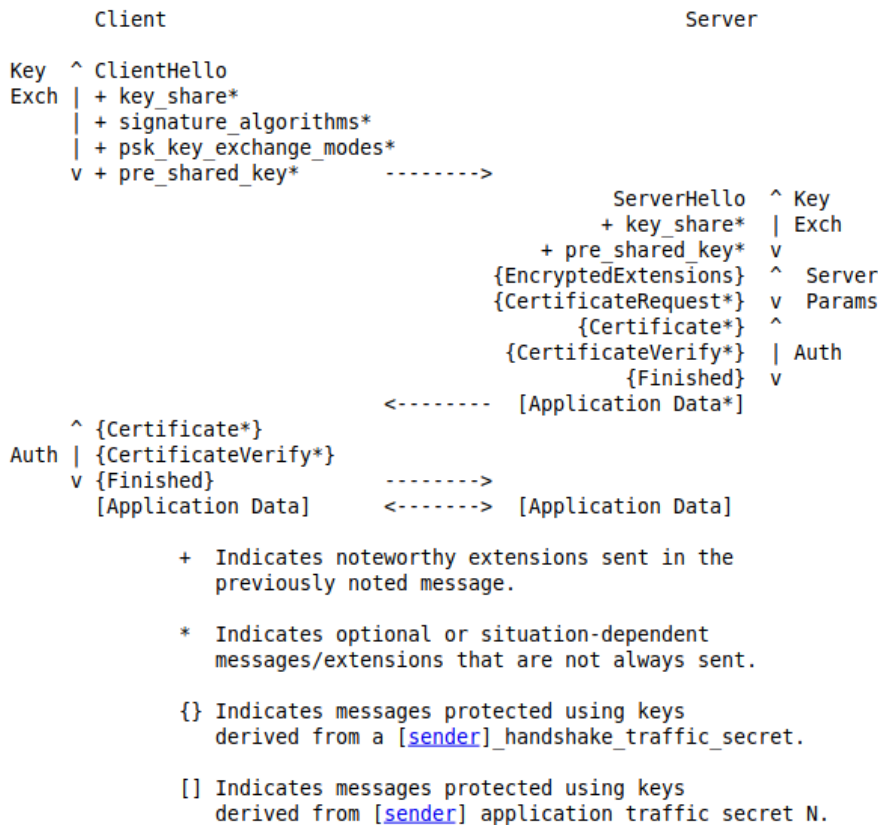 Client Server
Key ^ ClientHello
Exch | + key_share*
| + signature_algorithms*
| + psk_key_exchange_modes*
v + pre_shared_key* -------->
ServerHello ^ Key
+ key_share* | Exch
+ pre_shared_key* v
{EncryptedExtensions} ^ Server
{CertificateRequest*} v Params
{Certificate*} ^
{CertificateVerify*} | Auth
{Finished} v
<-------- [Application Data*]
^ {Certificate*}
Auth | {CertificateVerify*}
v {Finished} -------->
[Application Data] <-------> [Application Data]
+ Indicates noteworthy extensions sent in the
previously noted message.
* Indicates optional or situation-dependent
messages/extensions that are not always sent.
{} Indicates messages protected using keys
derived from a [sender]_handshake_traffic_secret.
[] Indicates messages protected using keys
derived from [sender] application traffic secret N.